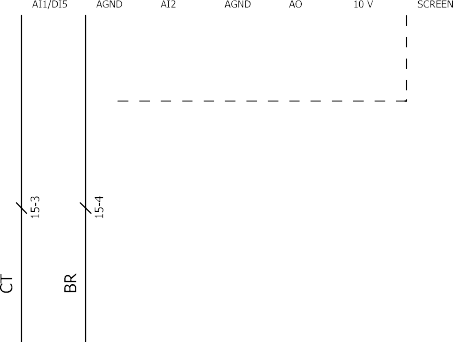 AI1/DI5 AGND AI2 AGND AO 10 V SCREEN
15-3
15-4
CT
BR